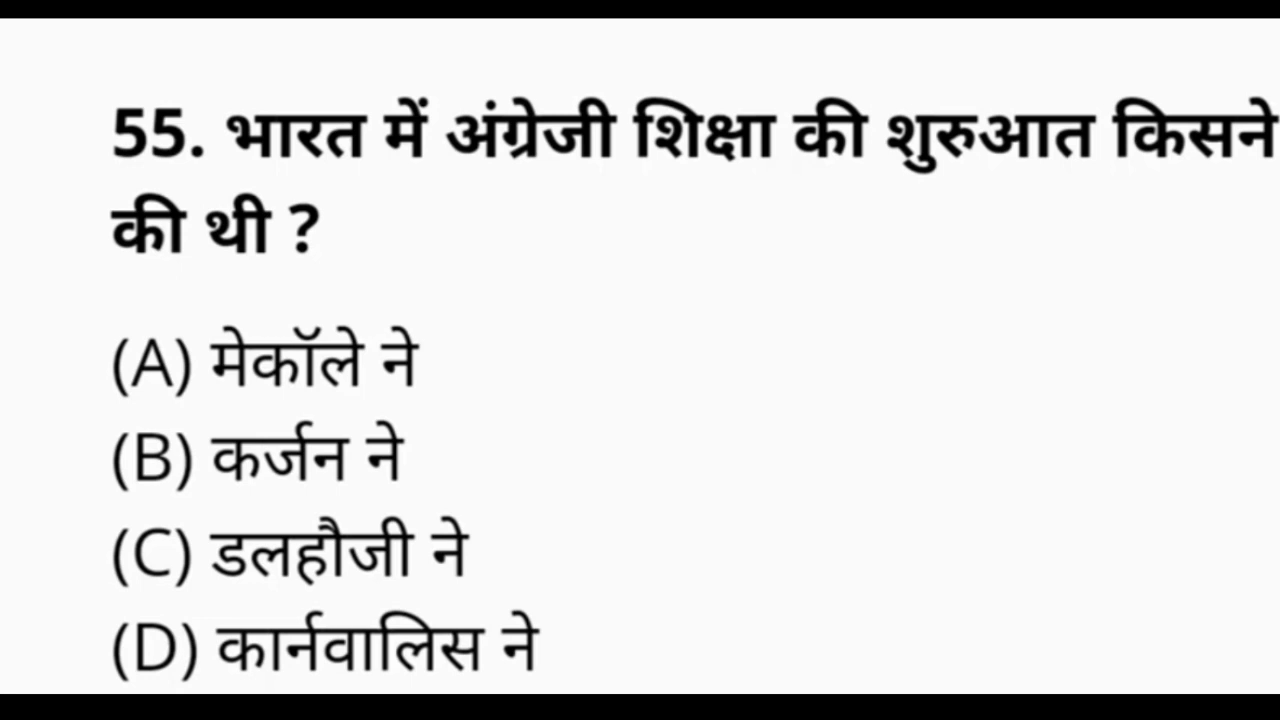 55. भारत में अंग्रेजी शिक्षा की शुरुआत किसने
की थी ?
(A) मेकॉले ने
(B) कर्जन ने
(C) डलहौजी ने
(D) कार्नवालिस ने